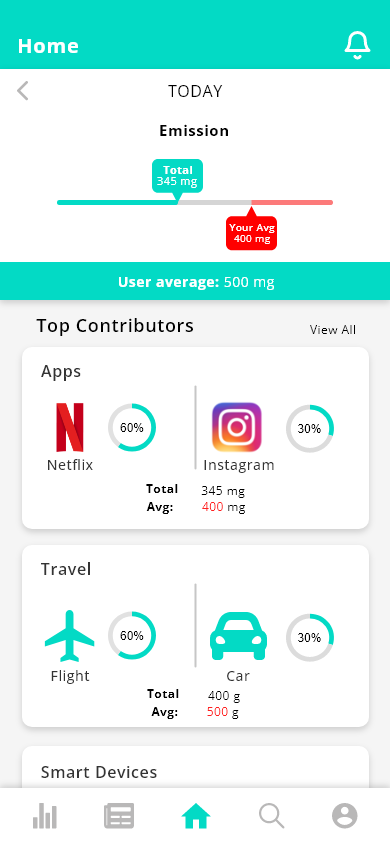 Home
TODAY
Emission
Total
345 mg
Your Avg
400 mg
User average: 500 mg
Top Contributors
View All
Apps
60%
30%
Netflix
Instagram
Total 345 mg
Avg: 400 mg
Travel
60%
30%
Flight
Car
Total 400 g
Avg: 500 g
Smart Devices